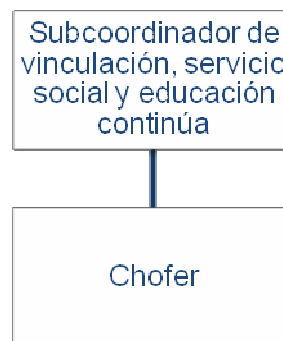 Subcoordinador de
vinculación, servicio
social y educación
continúa
Chofer